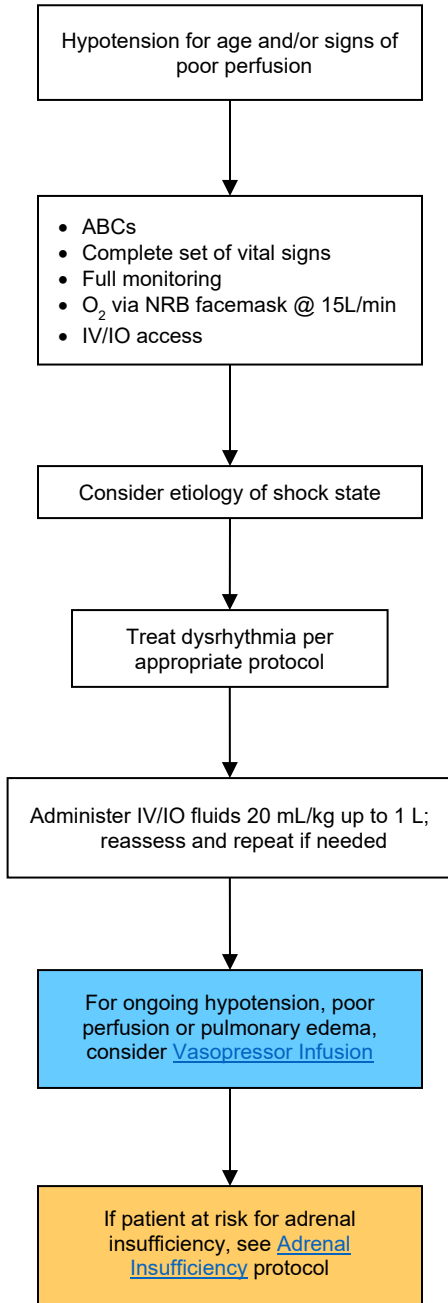 Hypotension for age and/or signs of
poor perfusion
• ABCs
• Complete set of vital signs
• Full monitoring
• O2 via NRB facemask @ 15L/min
• IV/IO access
Consider etiology of shock state
Treat dysrhythmia per
appropriate protocol
Administer IV/IO fluids 20 mL/kg up to 1 L;
reassess and repeat if needed
For ongoing hypotension, poor
perfusion or pulmonary edema,
consider Vasopressor Infusion
If patient at risk for adrenal
insufficiency, see Adrenal
Insufficiency protocol